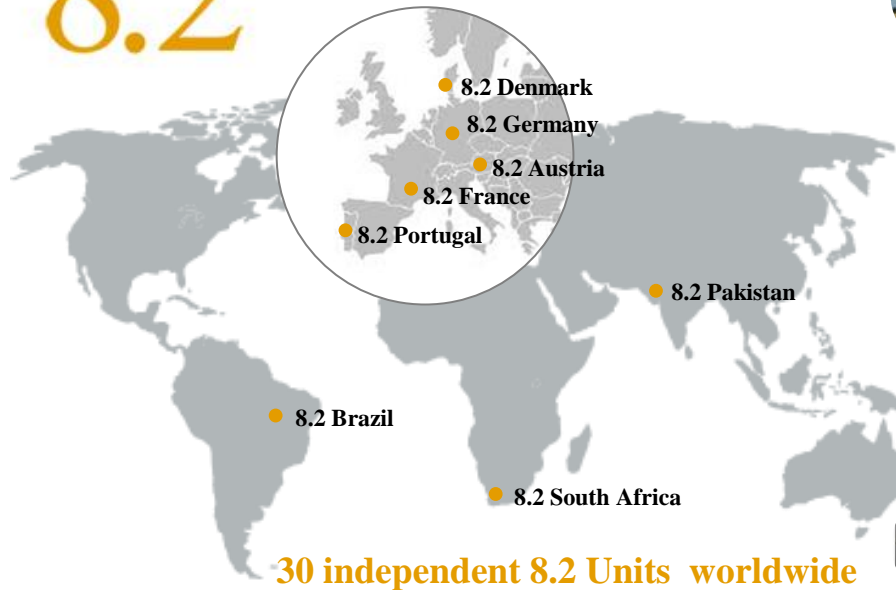 8.2
8.2 Denmark
8.2 Germany
8.2 Austria
8.2 France
8.2 Portugal
8.2 Pakistan
8.2 Brazil
8.2 South Africa
30 independent 8.2 Units worldwide